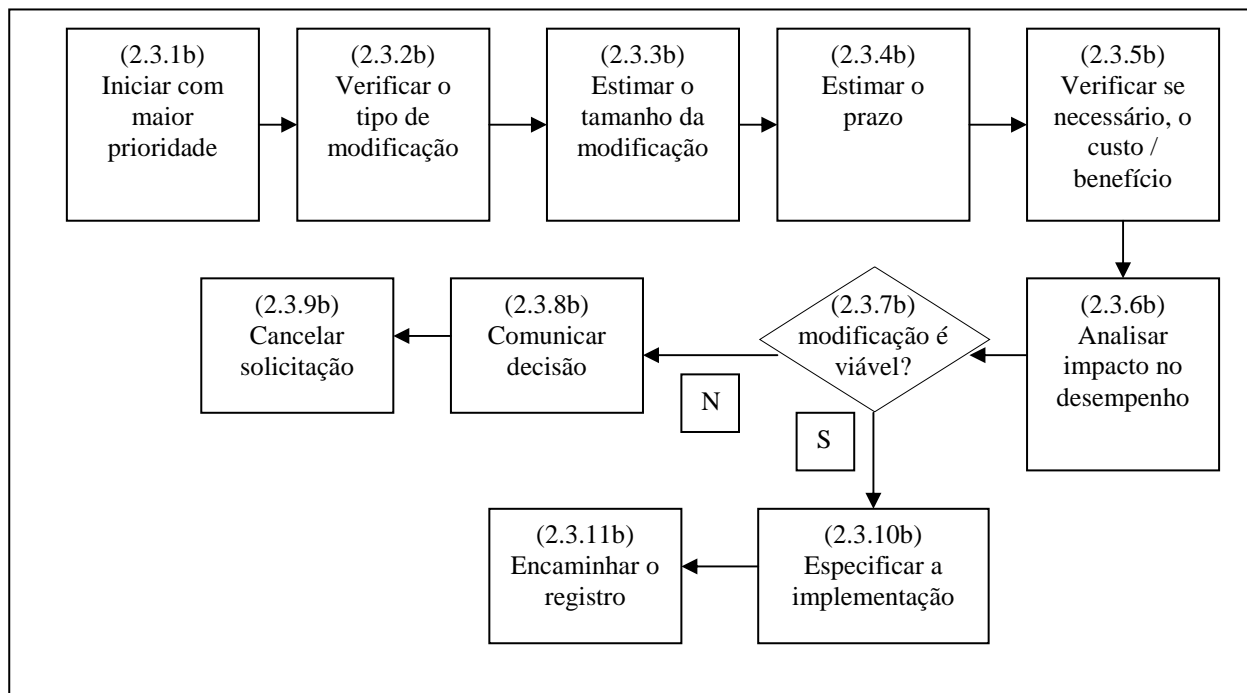 (2.3.1b)
Iniciar com
maior
prioridade
(2.3.2b)
Verificar o
tipo de
modificação
(2.3.3b)
Estimar o
tamanho da
modificação
(2.3.4b)
Estimar o
prazo
(2.3.5b)
Verificar se
necessário, o
custo /
benefício
(2.3.6b)
Analisar
impacto no
desempenho
(2.3.7b)
modificação é
viável?
N
(2.3.8b)
Comunicar
decisão
(2.3.9b)
Cancelar
solicitação
S
(2.3.10b)
Especificar a
implementação
(2.3.11b)
Encaminhar o
registro